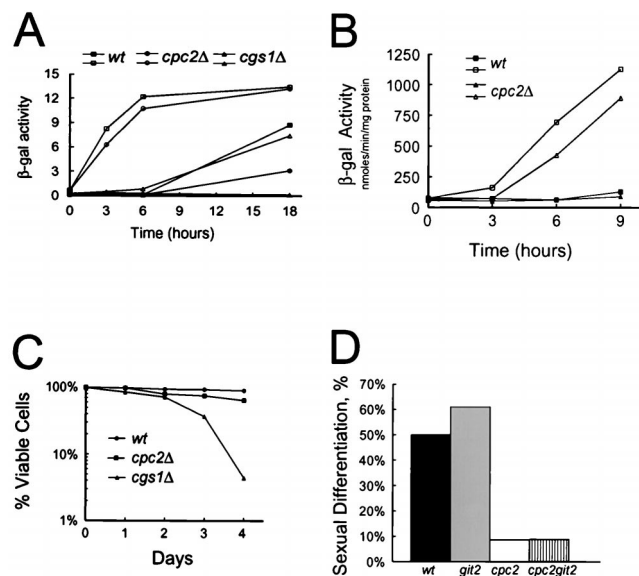 A
wt cpc2Δ cgs1Δ
β-gal activity
15
12
9
6
3
0
0 3 6 9 12 15 18
Time (hours)
B
wt
cpc2Δ
β-gal Activity
nmoles/min/mg protein
1250
1000
750
500
250
0
0 3 6 9
Time (hours)
C
% Viable Cells
100%
10%
1%
wt
cpc2Δ
cgs1Δ
0 1 2 3 4
Days
D
Sexual Differentiation, %
70%
60%
50%
40%
30%
20%
10%
0%
wt git2 cpc2 cpc2git2